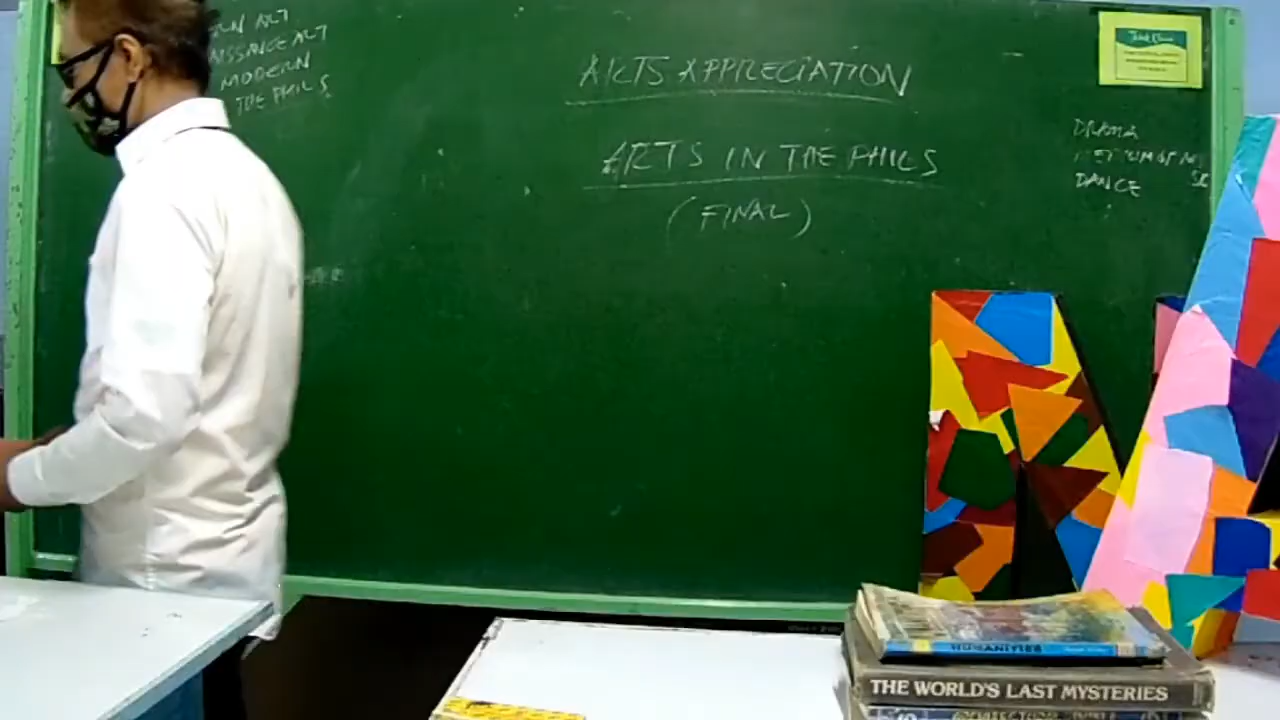 ART
AISSANCE ART
MODERN
THE PHILS
ARTS APPRECIATION
ARTS IN THE PHILS
(FINAL)
DRAMA
DANCE
HUMANITIES
THE WORLD'S LAST MYSTERIES